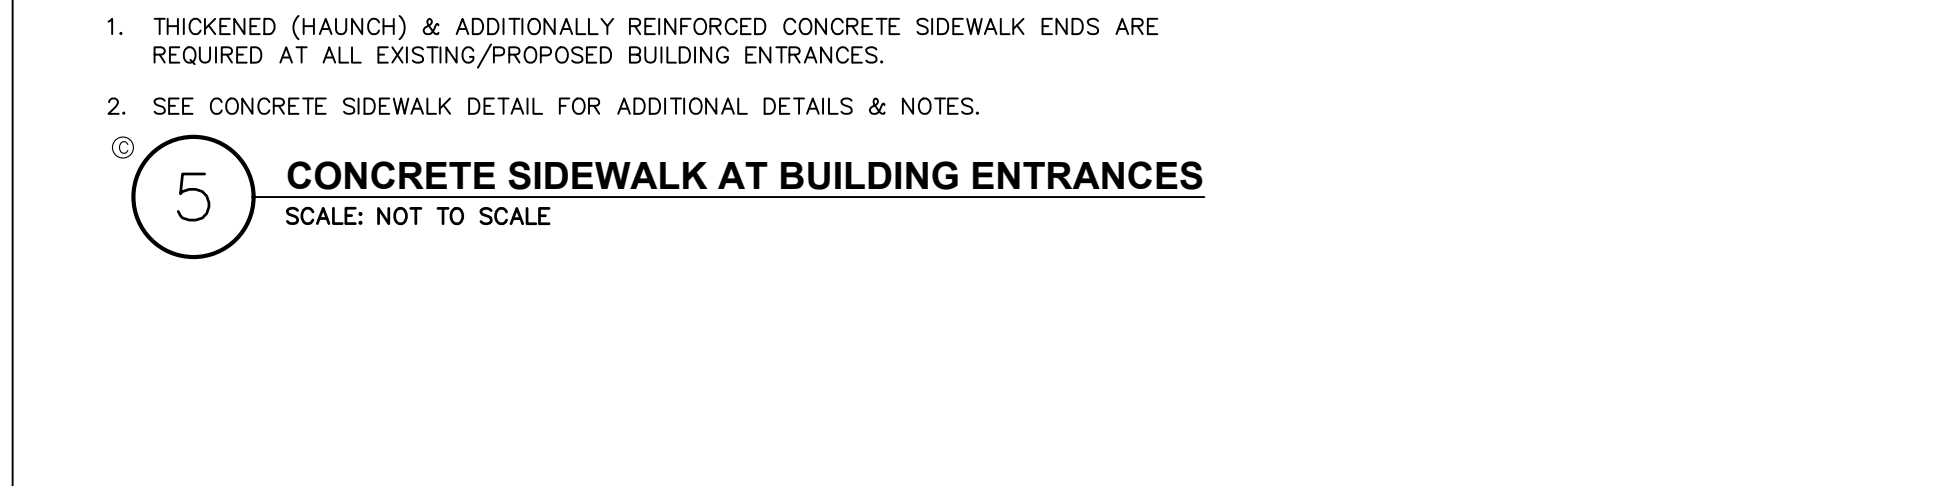 1. THICKENED (HAUNCH) & ADDITIONALLY REINFORCED CONCRETE SIDEWALK ENDS ARE
REQUIRED AT ALL EXISTING/PROPOSED BUILDING ENTRANCES.
2. SEE CONCRETE SIDEWALK DETAIL FOR ADDITIONAL DETAILS & NOTES.
©
5
CONCRETE SIDEWALK AT BUILDING ENTRANCES
SCALE: NOT TO SCALE